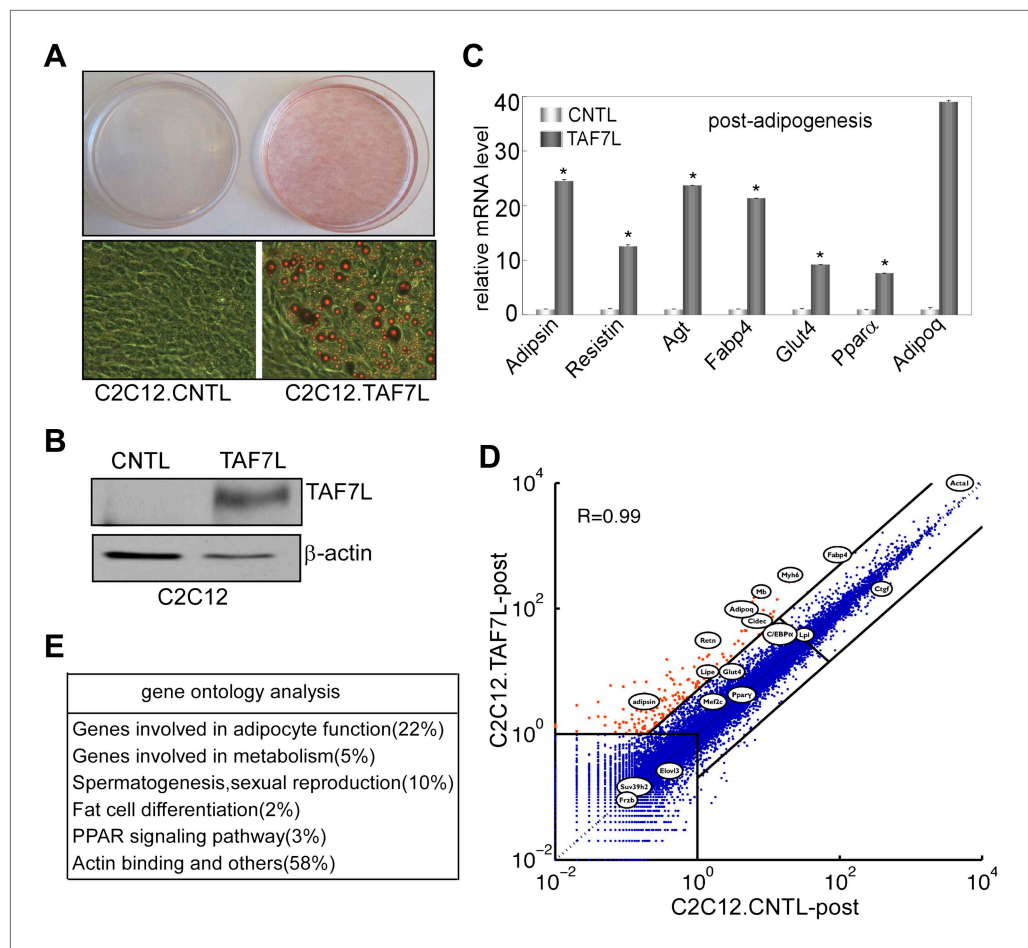 A
C2C12.CNTL C2C12.TAF7L
B
CNTL TAF7L
TAF7L
β-actin
C2C12
C
CNTL
TAF7L
post-adipogenesis
relative mRNA level
40
30
20
10
0
* * * * * *
Adipsin Resistin Agt Fabp4 Glut4 Pparα Adipoq
D
R=0.99
C2C12.TAF7L-post
10⁴
10²
10⁰
10⁻²
Acta1
Fabp4
Myh6
Ctgf
Mb
Adipoq
Cidec
C/EBPα
Lpl
Retn
Lipe
Glut4
adipsin
Mef2c
Pparγ
Elovl3
Suv39h2
Frzb
10⁻² 10⁰ 10² 10⁴
C2C12.CNTL-post
E
gene ontology analysis
Genes involved in adipocyte function(22%)
Genes involved in metabolism(5%)
Spermatogenesis,sexual reproduction(10%)
Fat cell differentiation(2%)
PPAR signaling pathway(3%)
Actin binding and others(58%)